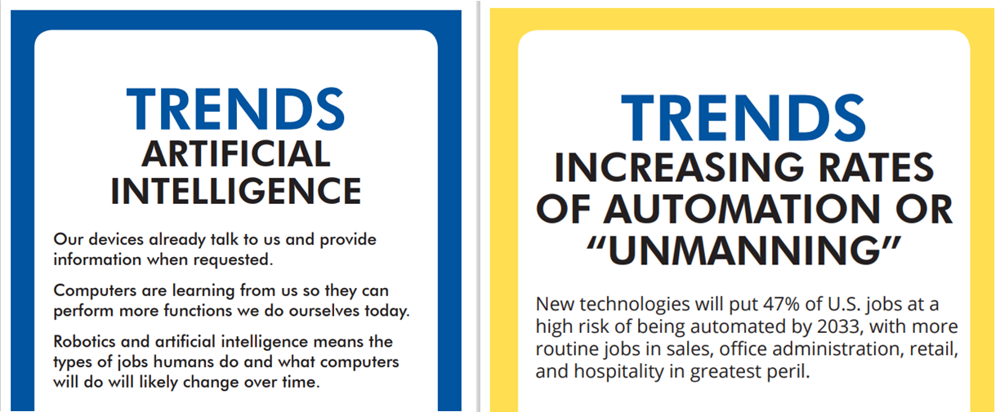 TRENDS
ARTIFICIAL
INTELLIGENCE
Our devices already talk to us and provide
information when requested.
Computers are learning from us so they can
perform more functions we do ourselves today.
Robotics and artificial intelligence means the
types of jobs humans do and what computers
will do will likely change over time.
TRENDS
INCREASING RATES
OF AUTOMATION OR
“UNMANNING”
New technologies will put 47% of U.S. jobs at a
high risk of being automated by 2033, with more
routine jobs in sales, office administration, retail,
and hospitality in greatest peril.